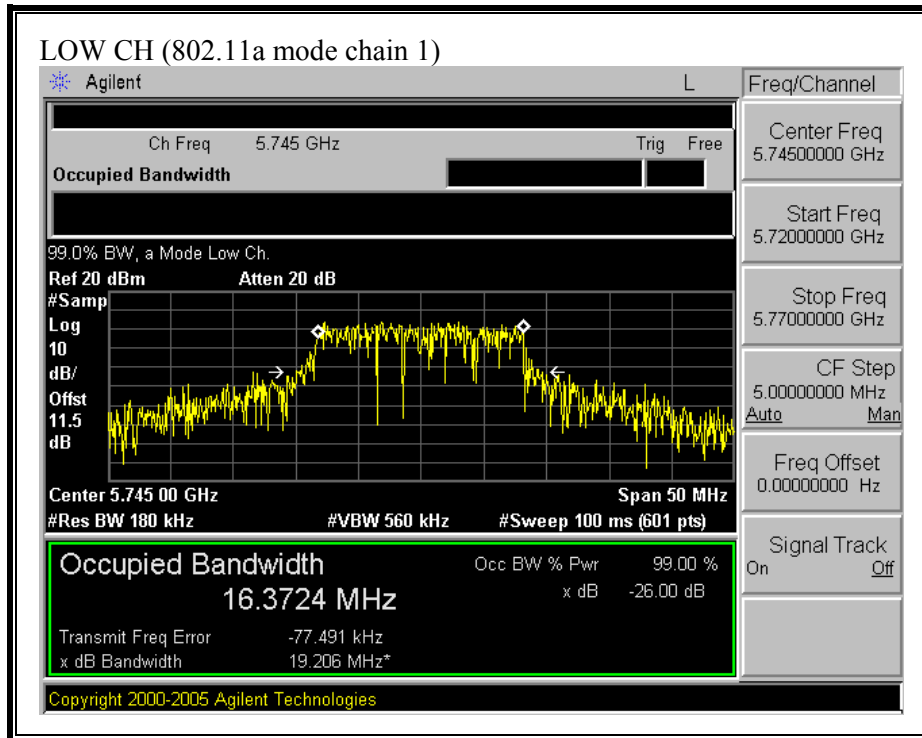 LOW CH (802.11a mode chain 1)
Agilent L Freq/Channel
Ch Freq 5.745 GHz Trig Free
Occupied Bandwidth
Center Freq
5.74500000 GHz
Start Freq
5.72000000 GHz
Stop Freq
5.77000000 GHz
CF Step
5.00000000 MHz
Auto Man
Freq Offset
0.00000000 Hz
Signal Track
On Off
99.0% BW, a Mode Low Ch.
Ref 20 dBm Atten 20 dB
#Samp
Log
10
dB/
Offst
11.5
dB
Center 5.745 00 GHz Span 50 MHz
#Res BW 180 kHz #VBW 560 kHz #Sweep 100 ms (601 pts)
Occupied Bandwidth Occ BW % Pwr 99.00 %
16.3724 MHz x dB -26.00 dB
Transmit Freq Error -77.491 kHz
x dB Bandwidth 19.206 MHz*
Copyright 2000-2005 Agilent Technologies